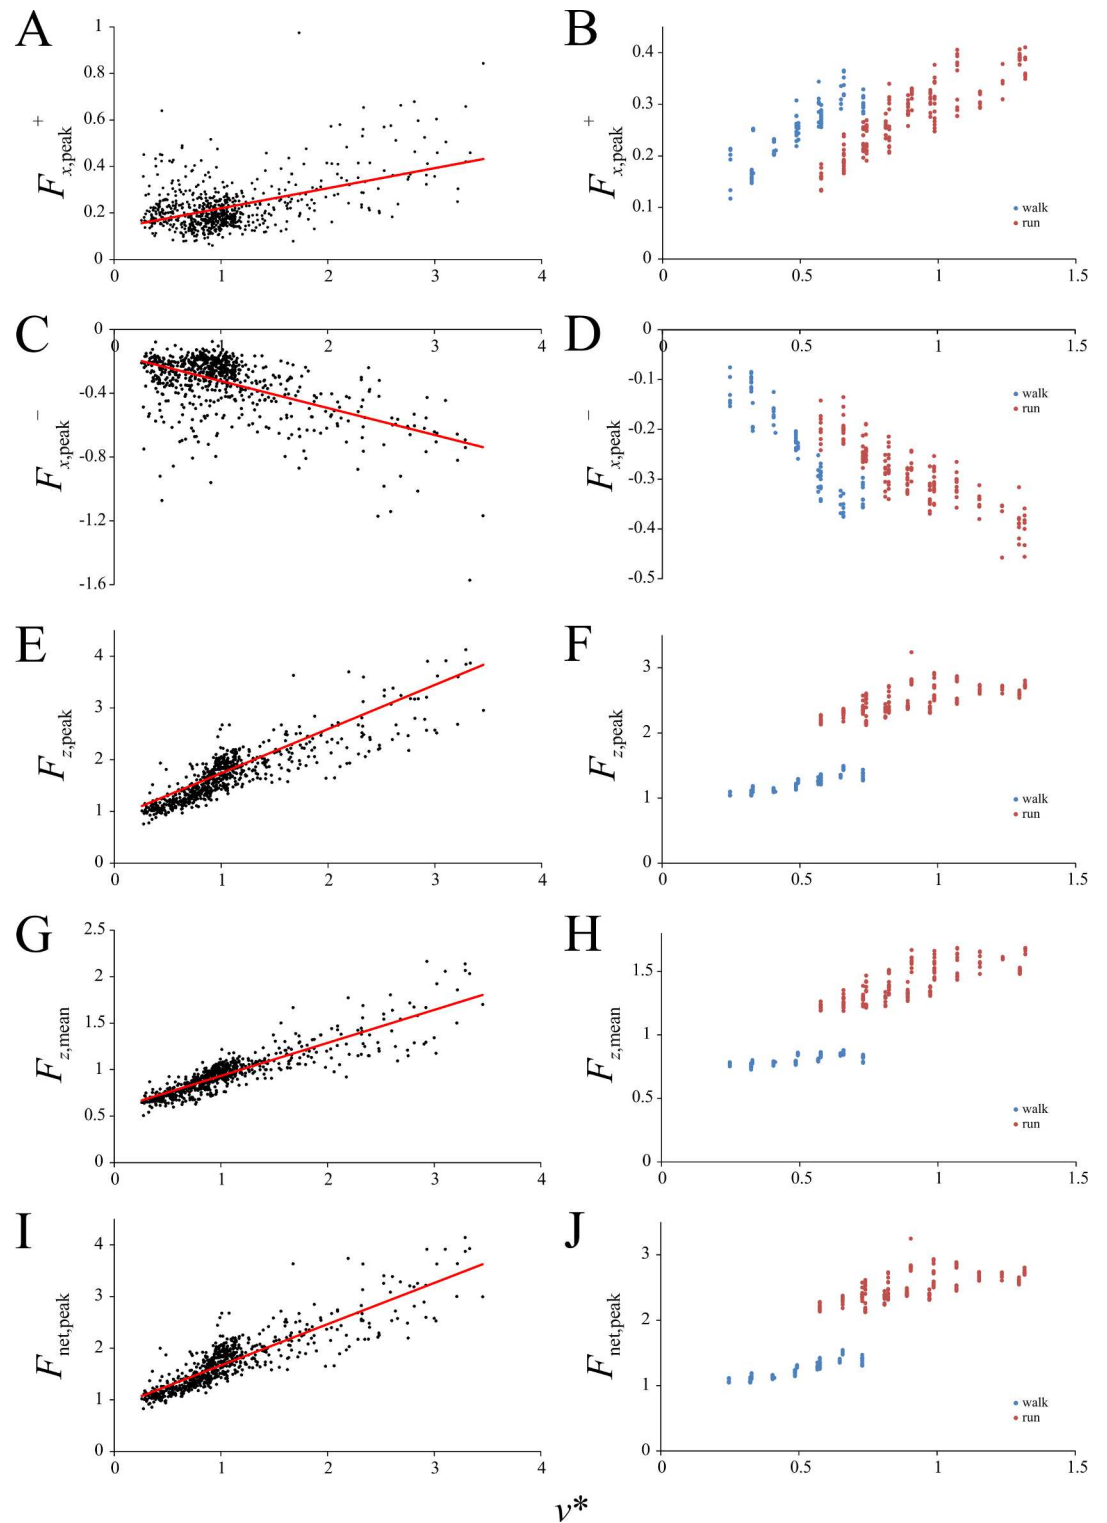 A
F x,peak +
1
0.8
0.6
0.4
0.2
0
0 1 2 3 4
B
F x,peak +
0.4
0.3
0.2
0.1
0
walk
run
0 0.5 1 1.5
C
F x,peak −
0
-0.4
-0.8
-1.2
-1.6
0 1 2 3 4
D
F x,peak −
0
-0.1
-0.2
-0.3
-0.4
-0.5
0 0.5 1 1.5
walk
run
E
F z,peak
4
3
2
1
0
0 1 2 3 4
F
F z,peak
3
2
1
0
walk
run
0 0.5 1 1.5
G
F z,mean
2.5
2
1.5
1
0.5
0
0 1 2 3 4
H
F z,mean
1.5
1
0.5
0
walk
run
0 0.5 1 1.5
I
F net,peak
4
3
2
1
0
0 1 2 3 4
J
F net,peak
3
2
1
0
walk
run
0 0.5 1 1.5
v*